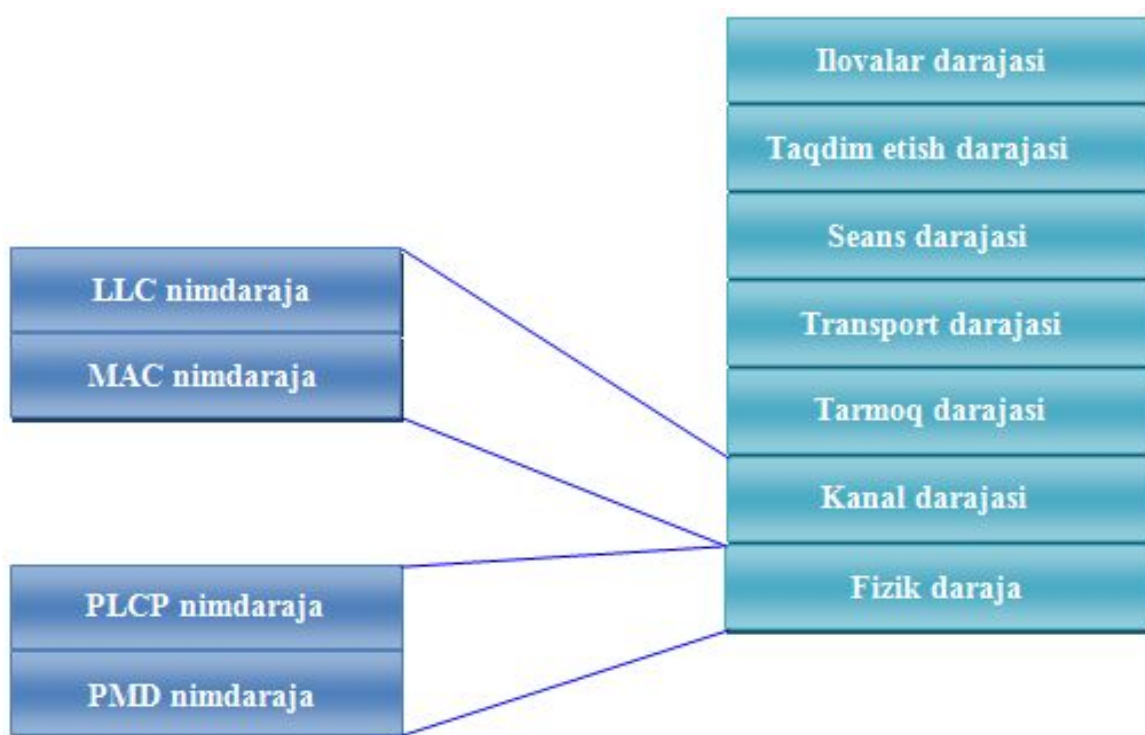 Ilovalar darajasi
Taqdim etish darajasi
Seans darajasi
Transport darajasi
Tarmoq darajasi
Kanal darajasi
Fizik daraja
LLC nimdaraja
MAC nimdaraja
PLCP nimdaraja
PMD nimdaraja